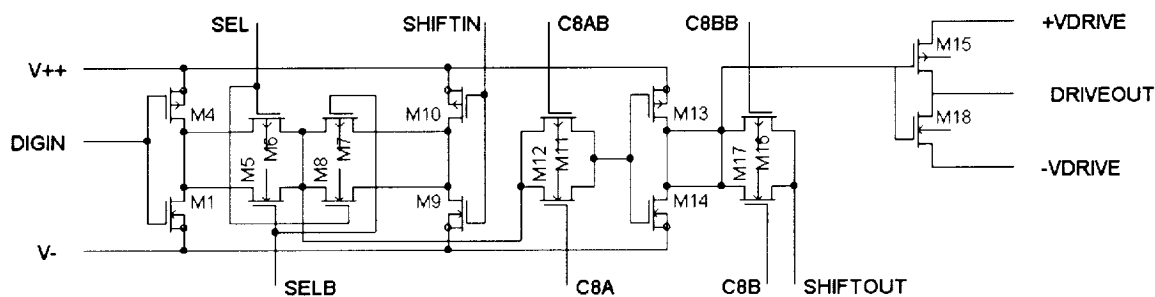 SEL
SHIFTIN
C8AB
C8BB
+VDRIVE
M15
V++
M4
M10
M13
DRIVEOUT
M18
DIGIN
M5
M6
M8
M7
M12
M11
M17
M16
-VDRIVE
M1
M9
M14
V-
SELB
C8A
C8B
SHIFTOUT